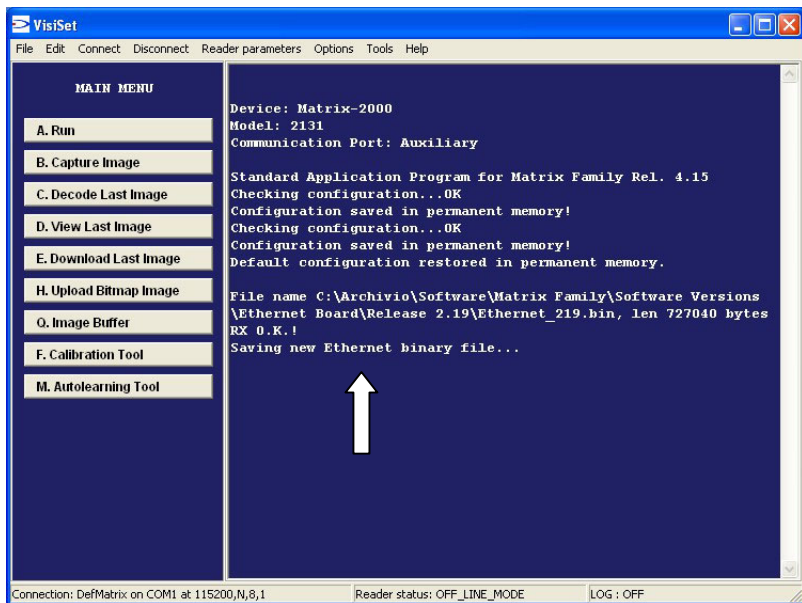 VisiSet
File Edit Connect Disconnect Reader parameters Options Tools Help
MAIN MENU
A. Run
B. Capture Image
C. Decode Last Image
D. View Last Image
E. Download Last Image
H. Upload Bitmap Image
Q. Image Buffer
F. Calibration Tool
M. Autolearning Tool
Device: Matrix-2000
Model: 2131
Communication Port: Auxiliary
Standard Application Program for Matrix Family Rel. 4.15
Checking configuration...OK
Configuration saved in permanent memory!
Checking configuration...OK
Configuration saved in permanent memory!
Default configuration restored in permanent memory.
File name C:\Archivio\Software\Matrix Family\Software Versions
\Ethernet Board\Release 2.19\Ethernet_219.bin, len 727040 bytes
RX O.K.!
Saving new Ethernet binary file...
Connection: DefMatrix on COM1 at 115200,N,8,1 Reader status: OFF_LINE_MODE LOG : OFF